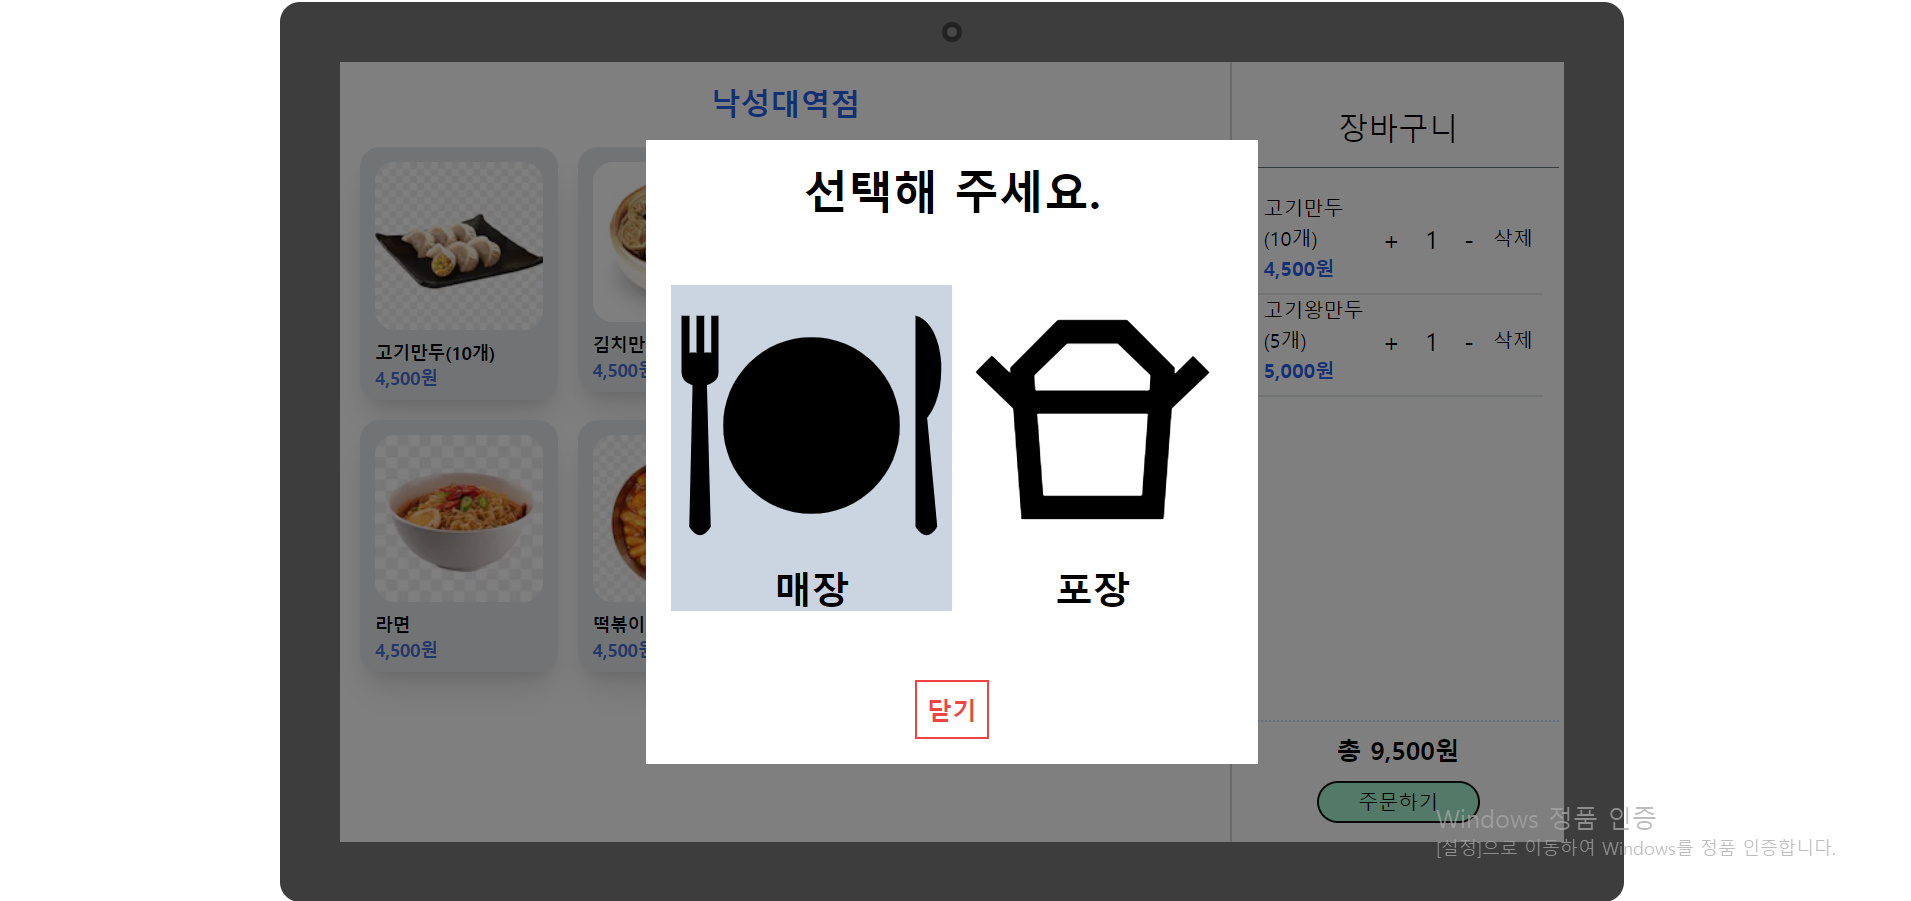 낙성대역점
고기만두(10개)
4,500원
김치만
4,500
라면
4,500원
떡볶이
4,500
선택해 주세요.
매장
포장
닫기
장바구니
고기만두
(10개)
4,500원
+ 1 - 삭제
고기왕만두
(5개)
5,000원
+ 1 - 삭제
총 9,500원
주문하기
Windows 정품 인증
[설정]으로 이동하여 Windows를 정품 인증합니다.